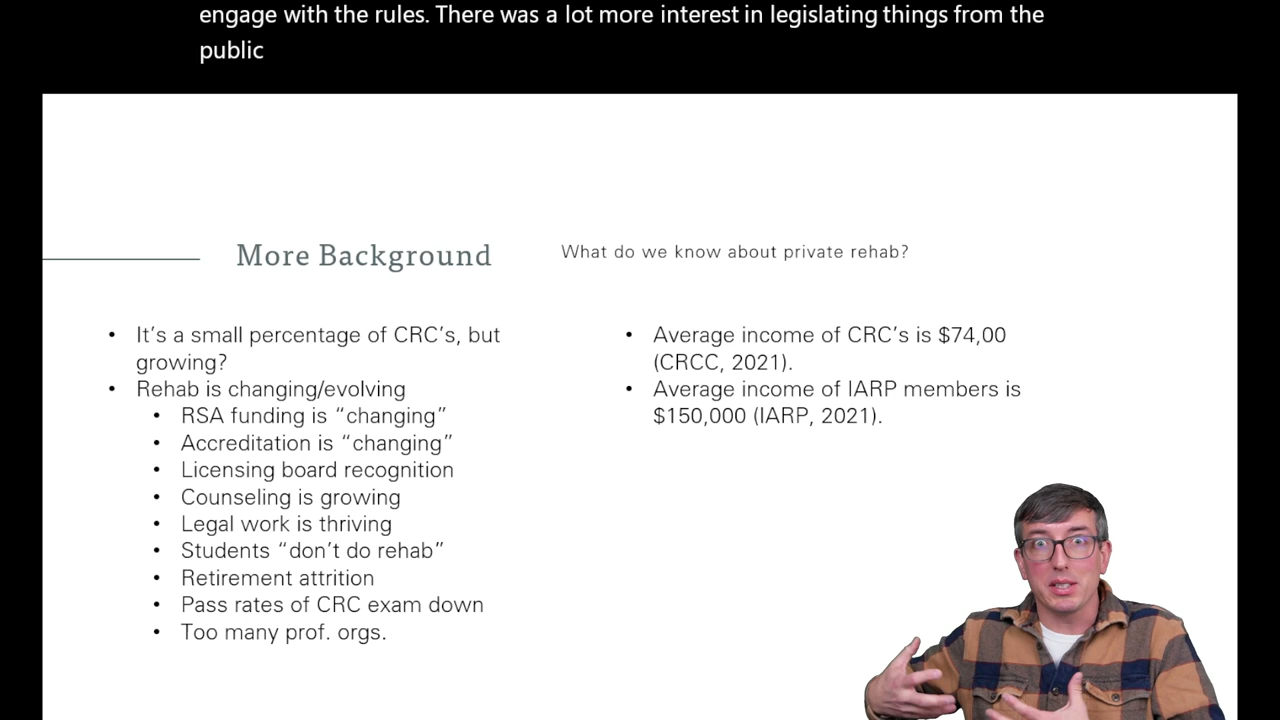 engage with the rules. There was a lot more interest in legislating things from the
public
More Background
What do we know about private rehab?
• It's a small percentage of CRC's, but
growing?
• Rehab is changing/evolving
• RSA funding is “changing”
• Accreditation is “changing”
• Licensing board recognition
• Counseling is growing
• Legal work is thriving
• Students “don't do rehab”
• Retirement attrition
• Pass rates of CRC exam down
• Too many prof. orgs.
• Average income of CRC's is $74,00
(CRCC, 2021).
• Average income of IARP members is
$150,000 (IARP, 2021).